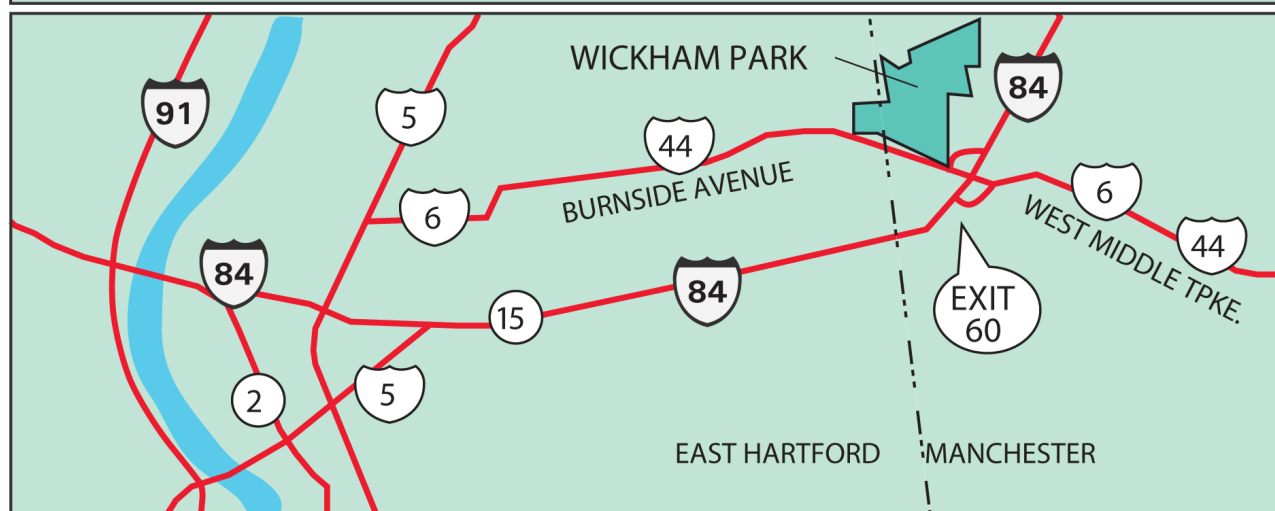 WICKHAM PARK
91
5
84
44
BURNSIDE AVENUE
6
6
WEST MIDDLE TPKE.
44
84
84
EXIT
60
15
2
5
EAST HARTFORD
MANCHESTER